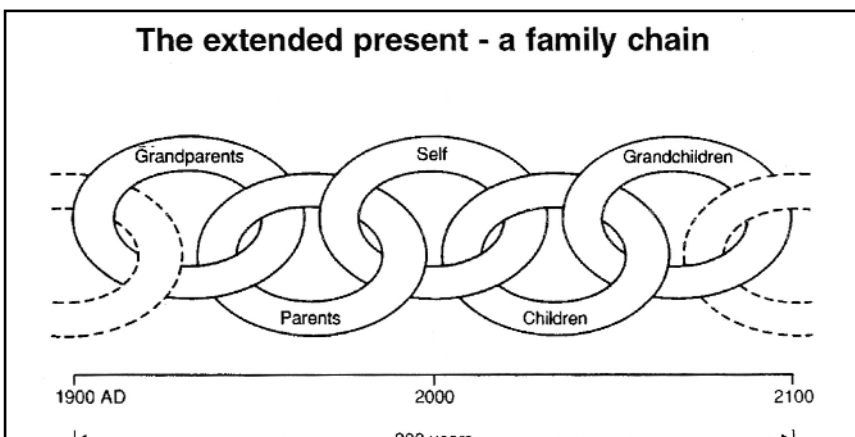 The extended present - a family chain
Grandparents
Self
Grandchildren
Parents
Children
1900 AD
2000
2100